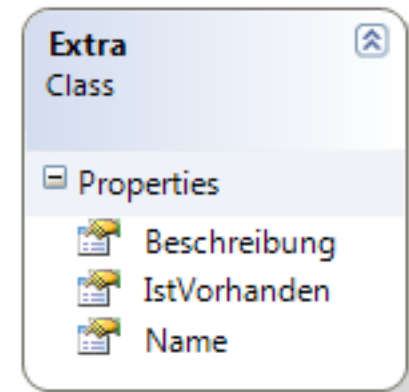 Extra
Class
Properties
Beschreibung
IstVorhanden
Name